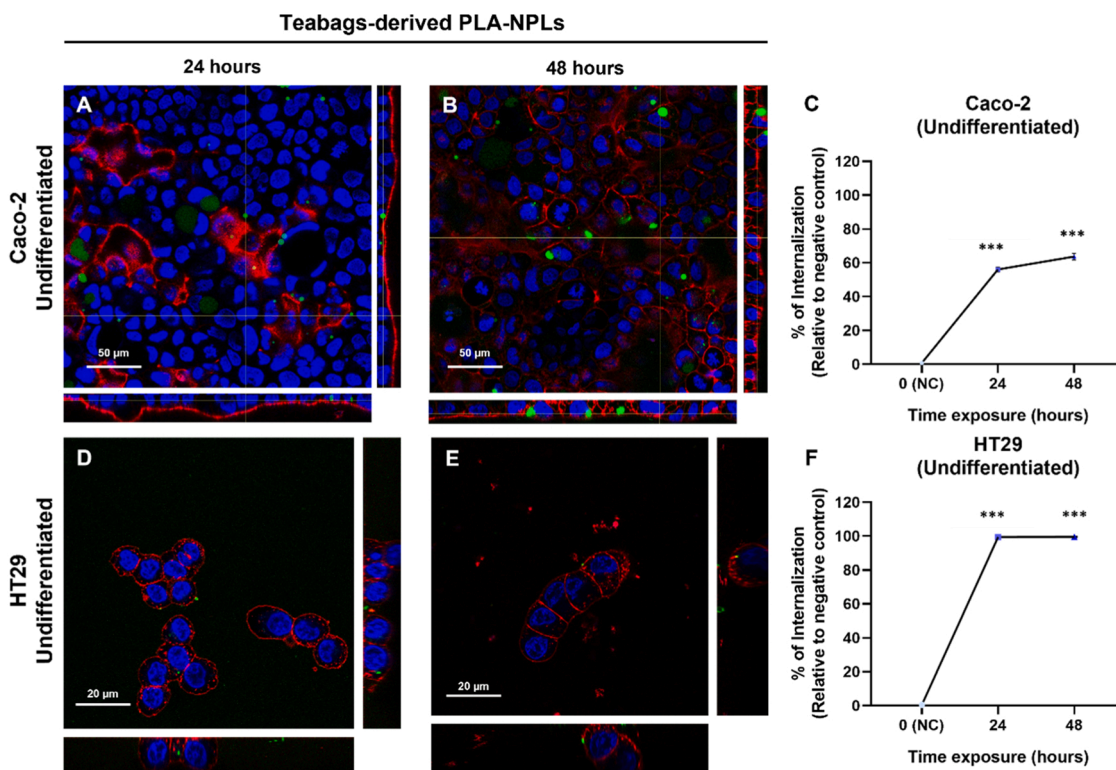 Teabags-derived PLA-NPLs
24 hours
48 hours
Caco-2
Undifferentiated
A
50 µm
B
50 µm
C
Caco-2
(Undifferentiated)
% of Internalization
(Relative to negative control)
120
100
80
60
40
20
0
***
***
0 (NC)
24
48
Time exposure (hours)
HT29
Undifferentiated
D
20 µm
E
20 µm
F
HT29
(Undifferentiated)
% of Internalization
(Relative to negative control)
120
100
80
60
40
20
0
***
***
0 (NC)
24
48
Time exposure (hours)